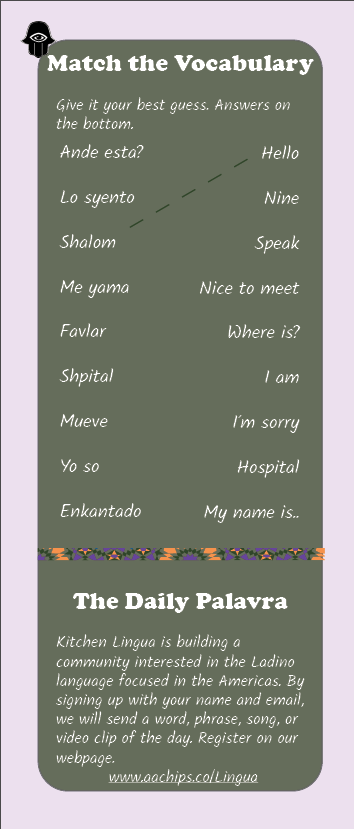 Match the Vocabulary
Give it your best guess. Answers on
the bottom.
Ande esta?
Hello
Lo syento
Nine
Shalom
Speak
Me yama
Nice to meet
Favlar
Where is?
Shpital
I am
Mueve
I'm sorry
Yo so
Hospital
Enkantado
My name is..
The Daily Palavra
Kitchen Lingua is building a
community interested in the Ladino
language focused in the Americas. By
signing up with your name and email,
we will send a word, phrase, song, or
video clip of the day. Register on our
webpage.
www.aachips.co/Lingua